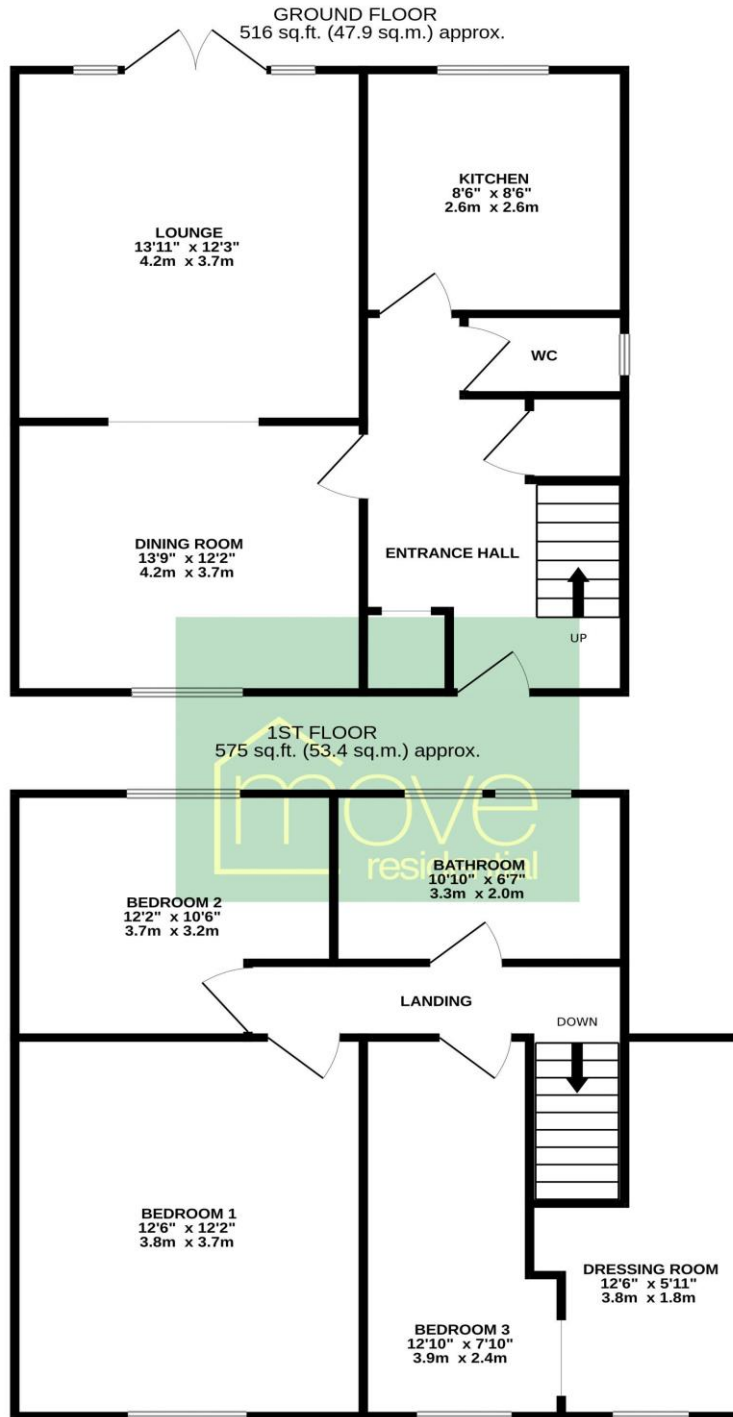 GROUND FLOOR
516 sq.ft. (47.9 sq.m.) approx.
KITCHEN
8'6" x 8'6"
2.6m x 2.6m
LOUNGE
13'11" x 12'3"
4.2m x 3.7m
WC
DINING ROOM
13'9" x 12'2"
4.2m x 3.7m
ENTRANCE HALL
UP
1ST FLOOR
575 sq.ft. (53.4 sq.m.) approx.
move
residential
BATHROOM
10'10" x 6'7"
3.3m x 2.0m
BEDROOM 2
12'2" x 10'6"
3.7m x 3.2m
LANDING
DOWN
BEDROOM 1
12'6" x 12'2"
3.8m x 3.7m
DRESSING ROOM
12'6" x 5'11"
3.8m x 1.8m
BEDROOM 3
12'10" x 7'10"
3.9m x 2.4m